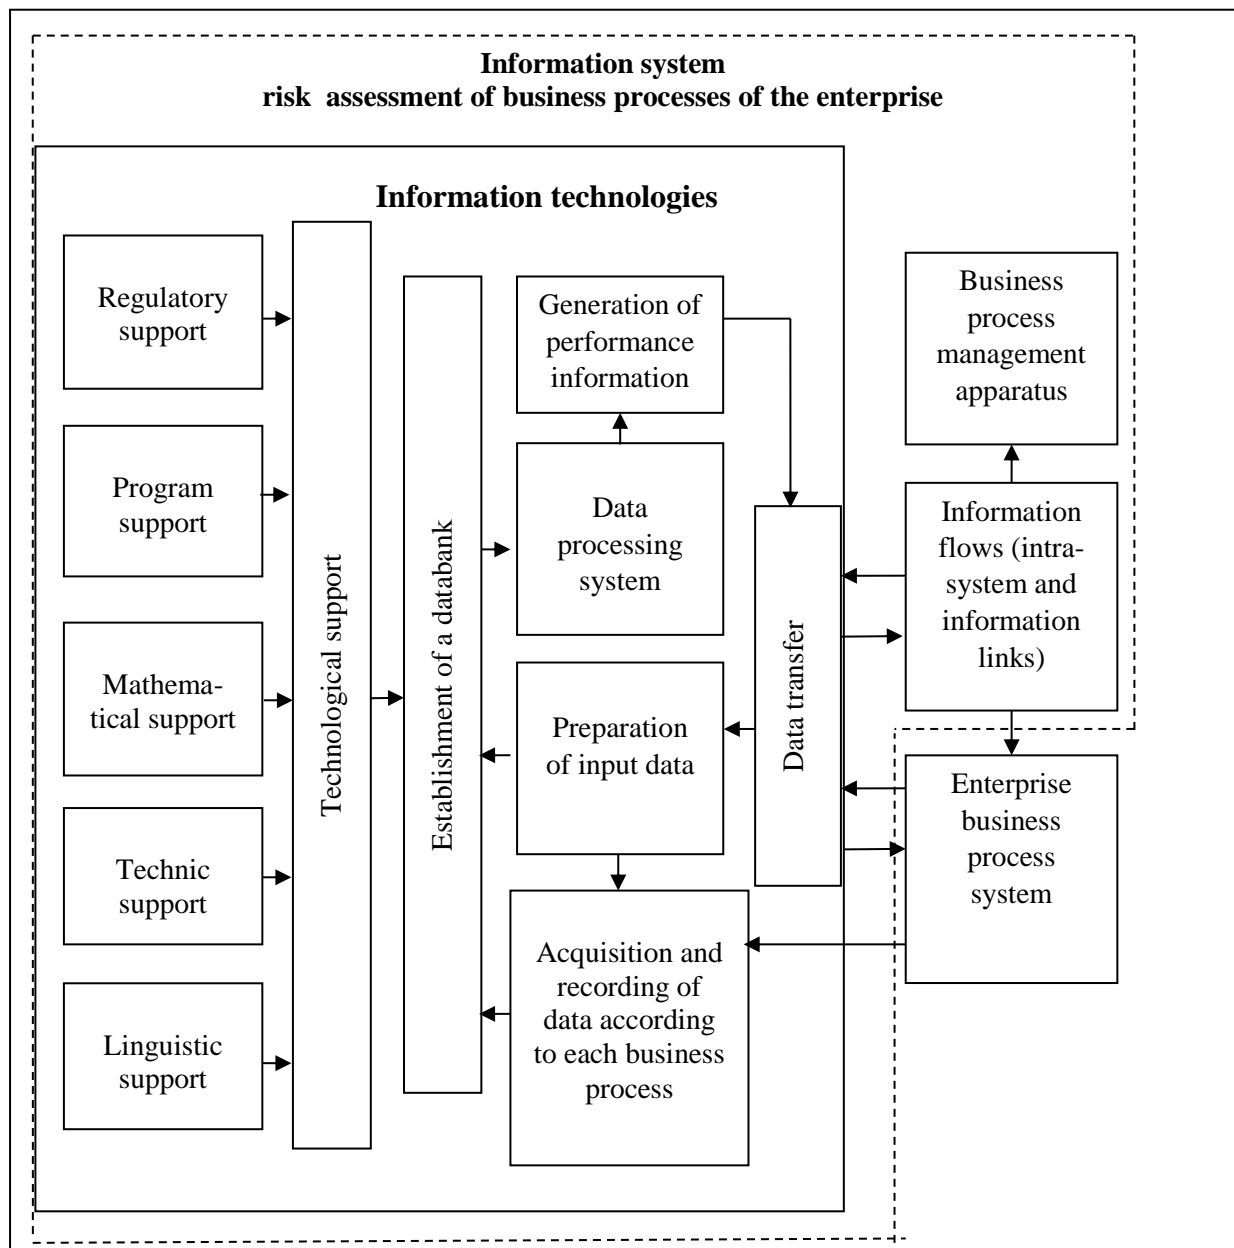 Information system
risk assessment of business processes of the enterprise
Information technologies
Regulatory
support
Program
support
Mathema-
tical support
Technic
support
Linguistic
support
Technological support
Establishment of a databank
Generation of
performance
information
Data
processing
system
Preparation
of input data
Acquisition and
recording of
data according
to each business
process
Data transfer
Business
process
management
apparatus
Information
flows (intra-
system and
information
links)
Enterprise
business
process
system